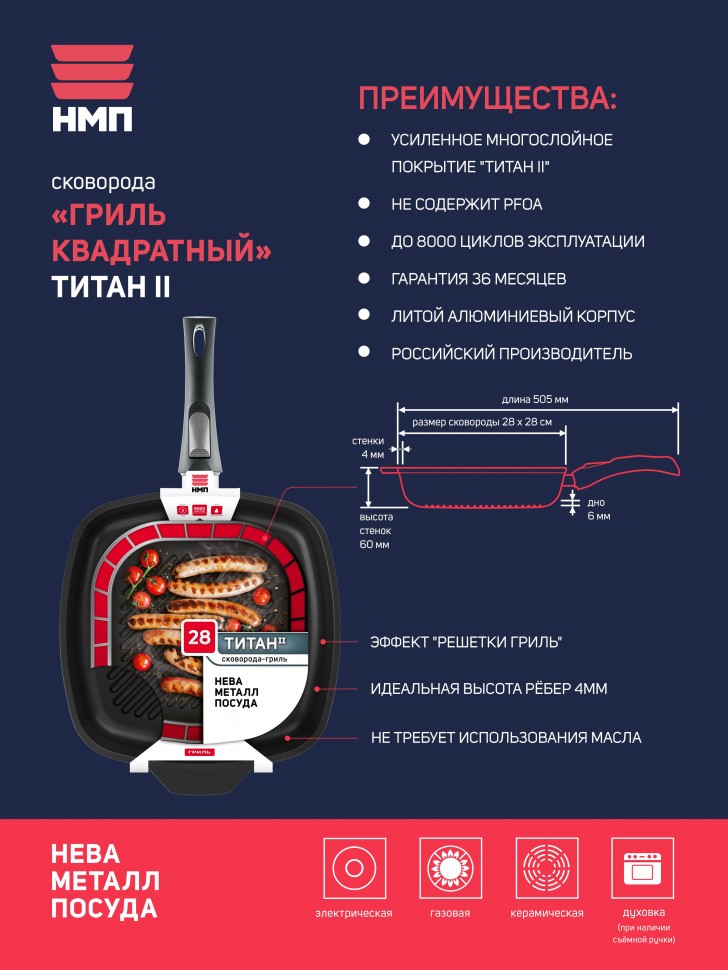 НМП
сковорода
«ГРИЛЬ
КВАДРАТНЫЙ»
ТИТАН II
ПРЕИМУЩЕСТВА:
УСИЛЕННОЕ МНОГОСЛОЙНОЕ
ПОКРЫТИЕ "ТИТАН II"
НЕ СОДЕРЖИТ PFOA
ДО 8000 ЦИКЛОВ ЭКСПЛУАТАЦИИ
ГАРАНТИЯ 36 МЕСЯЦЕВ
ЛИТОЙ АЛЮМИНИЕВЫЙ КОРПУС
РОССИЙСКИЙ ПРОИЗВОДИТЕЛЬ
длина 505 мм
размер сковороды 28 х 28 см
стенки
4 мм
высота
стенок
60 мм
дно
6 мм
НМП
28
ТИТАН II
сковорода-гриль
НЕВА
МЕТАЛЛ
ПОСУДА
ГРИЛЬ
ЭФФЕКТ "РЕШЕТКИ ГРИЛЬ"
ИДЕАЛЬНАЯ ВЫСОТА РЁБЕР 4ММ
НЕ ТРЕБУЕТ ИСПОЛЬЗОВАНИЯ МАСЛА
НЕВА
МЕТАЛЛ
ПОСУДА
электрическая
газовая
керамическая
духовка
(при наличии
съёмной ручки)